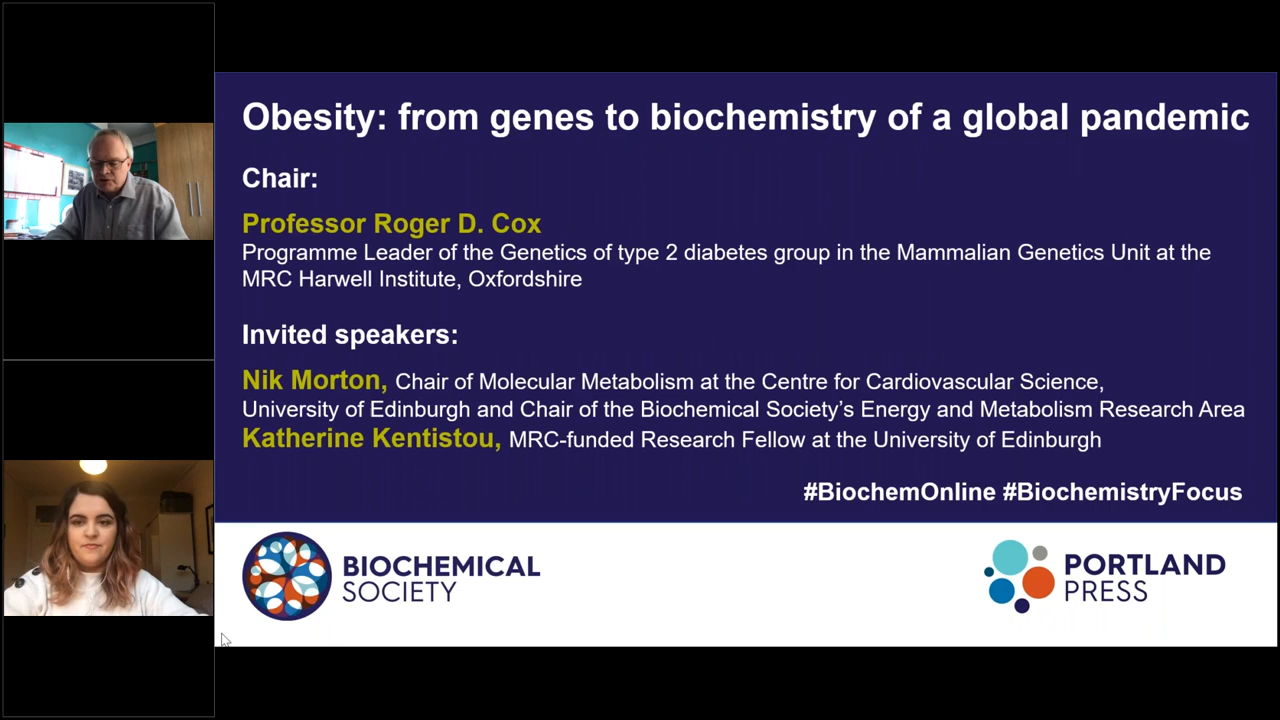 Obesity: from genes to biochemistry of a global pandemic
Chair:
Professor Roger D. Cox
Programme Leader of the Genetics of type 2 diabetes group in the Mammalian Genetics Unit at the
MRC Harwell Institute, Oxfordshire
Invited speakers:
Nik Morton, Chair of Molecular Metabolism at the Centre for Cardiovascular Science,
University of Edinburgh and Chair of the Biochemical Society’s Energy and Metabolism Research Area
Katherine Kentistou, MRC-funded Research Fellow at the University of Edinburgh
#BiochemOnline #BiochemistryFocus
BIOCHEMICAL
SOCIETY
PORTLAND
PRESS